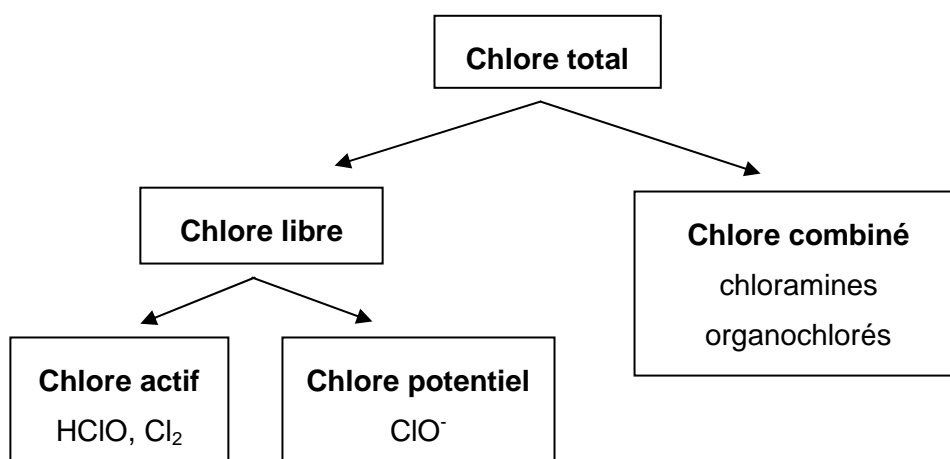 Chlore total
Chlore libre
Chlore combiné
chloramines
organochlorés
Chlore actif
HClO, Cl₂
Chlore potentiel
ClO⁻